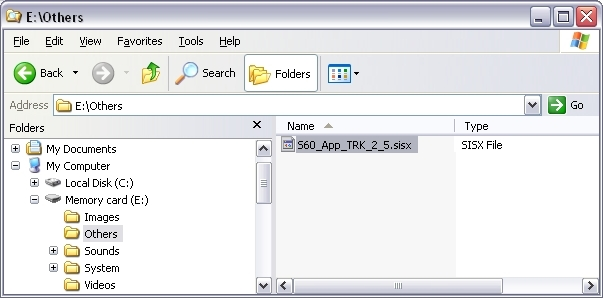 E:\Others
File Edit View Favorites Tools Help
Back Search Folders
Address E:\Others Go
Folders
My Documents
My Computer
Local Disk (C:)
Memory card (E:)
Images
Others
Sounds
System
Videos
Name Type
S60_App_TRK_2_5.sisx SISX File